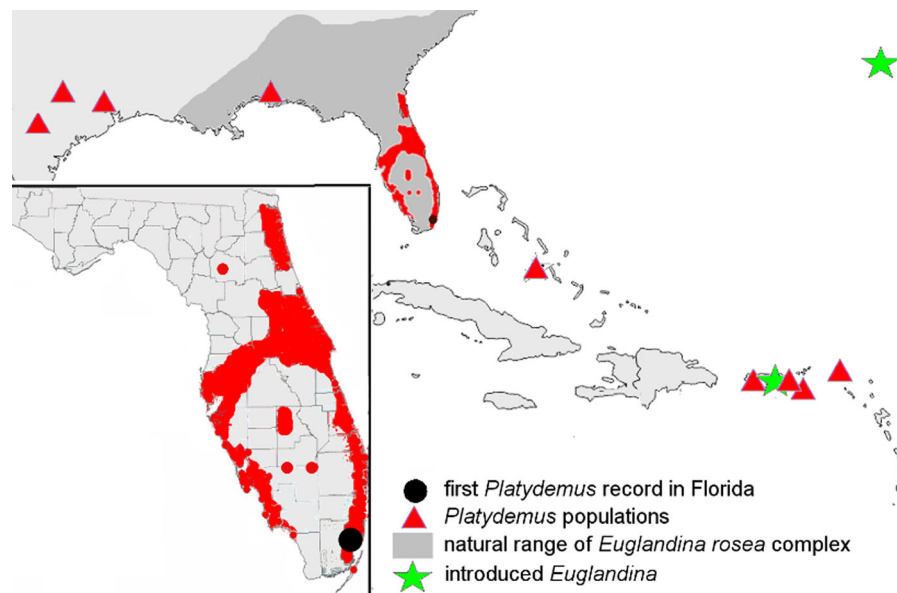 first Platydemus record in Florida
Platydemus populations
natural range of Euglandina rosea complex
introduced Euglandina